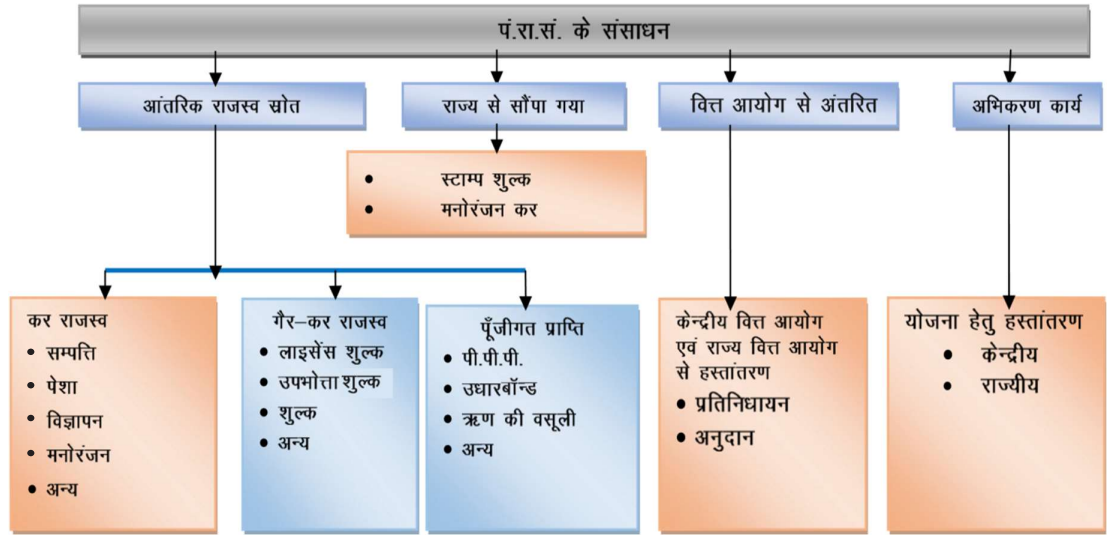 पं.रा.सं. के संसाधन
आंतरिक राजस्व स्रोत
राज्य से सौंपा गया
वित्त आयोग से अंतरित
अभिकरण कार्य
• स्टाम्प शुल्क
• मनोरंजन कर
कर राजस्व
• सम्पत्ति
• पेशा
• विज्ञापन
• मनोरंजन
• अन्य
गैर–कर राजस्व
• लाइसेंस शुल्क
• उपभोत्ता शुल्क
• शुल्क
• अन्य
पूँजीगत प्राप्ति
• पी.पी.पी.
• उधारबॉन्ड
• ऋण की वसूली
• अन्य
केन्द्रीय वित्त आयोग
एवं राज्य वित्त आयोग
से हस्तांतरण
• प्रतिनिधायन
• अनुदान
योजना हेतु हस्तांतरण
• केन्द्रीय
• राज्यीय